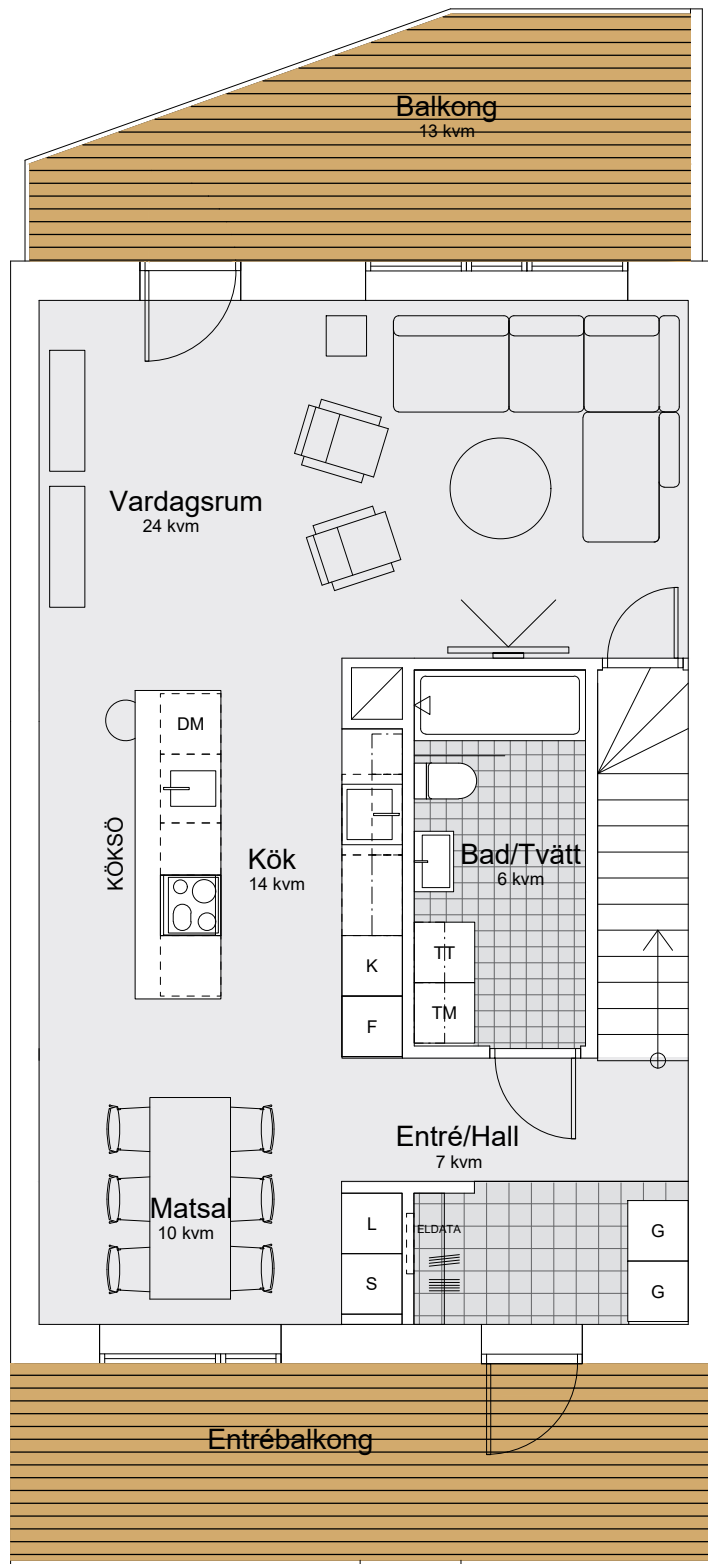 Balkong
13 kvm
Vardagsrum
24 kvm
DM
KÖKSÖ
Kök
14 kvm
Bad/Tvätt
6 kvm
TT
K
TM
F
Entré/Hall
7 kvm
Matsal
10 kvm
L
ELDATA
G
S
G
Entrébalkong